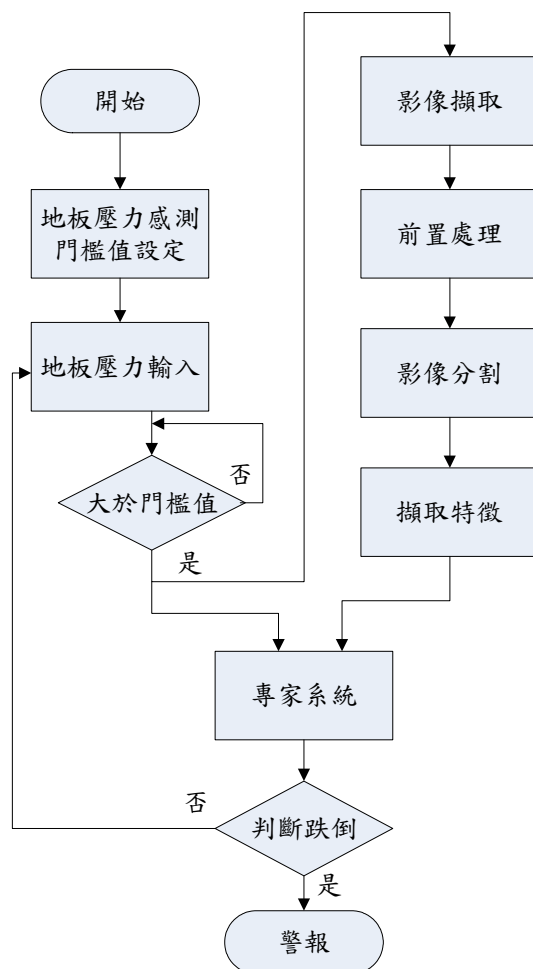 開始
地板壓力感測
門檻值設定
地板壓力輸入
否
大於門檻值
是
影像擷取
前置處理
影像分割
擷取特徵
專家系統
否
判斷跌倒
是
警報